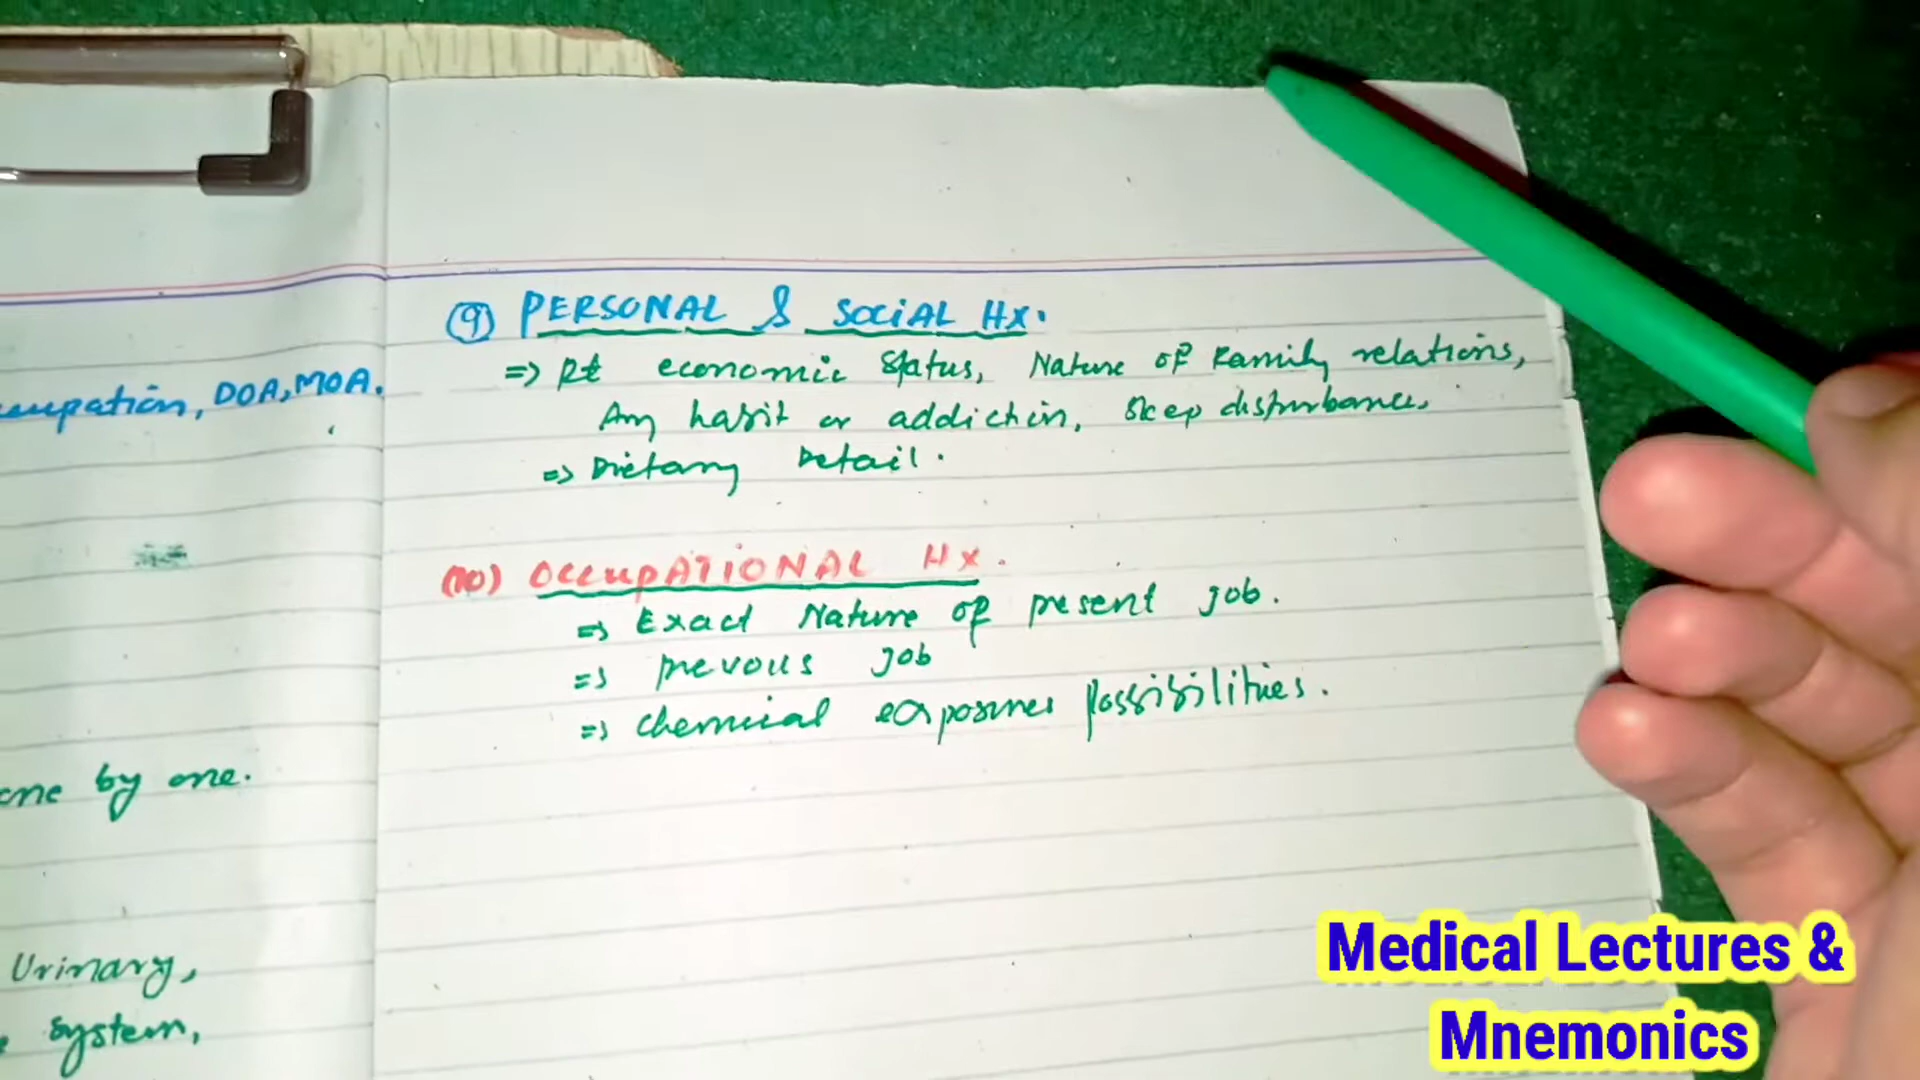 (9) PERSONAL & SOCIAL HX.
=> Pt economic status, Nature of Family relations,
Any habit or addiction, Sleep disturbance,
=> Dietary Detail.
(10) OCCUPATIONAL HX.
=> Exact Nature of present job.
=> prevous job
=> chemical exposures possibilities.
cupation, DOA, MOA.
one by one.
Urinary,
system,
Medical Lectures &
Mnemonics